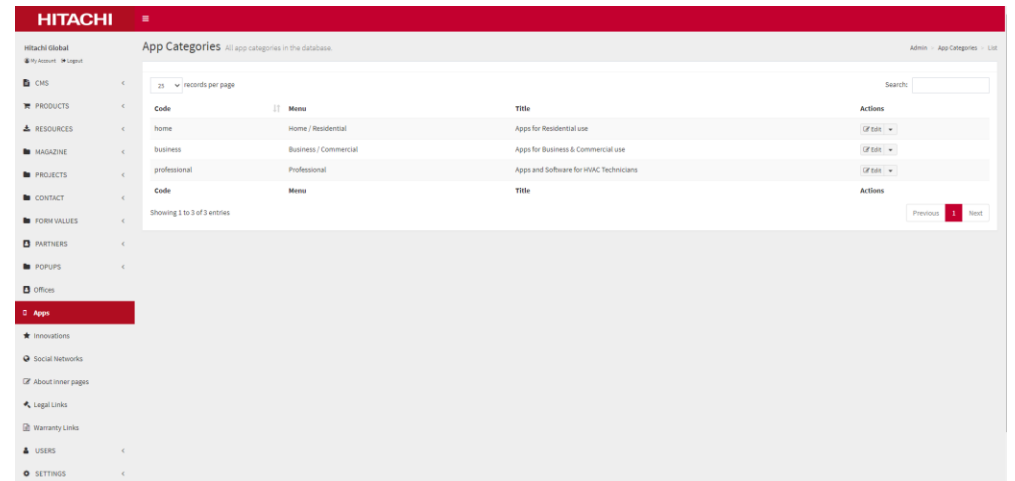 HITACHI
Hitachi Global
My Account Logout
CMS
PRODUCTS
RESOURCES
MAGAZINE
PROJECTS
CONTACT
FORM VALUES
PARTNERS
POPUPS
Offices
Apps
Innovations
Social Networks
About inner pages
Legal Links
Warranty Links
USERS
SETTINGS
App Categories All app categories in the database.
Admin > App Categories > List
25 records per page
Search:
Code Menu Title Actions
home Home / Residential Apps for Residential use Edit
business Business / Commercial Apps for Business & Commercial use Edit
professional Professional Apps and Software for HVAC Technicians Edit
Code Menu Title Actions
Showing 1 to 3 of 3 entries
Previous 1 Next